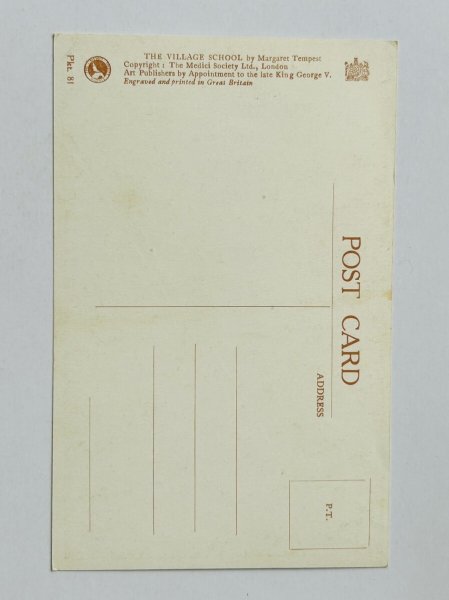 THE VILLAGE SCHOOL by Margaret Tempest
Copyright : The Medici Society Ltd., London
Art Publishers by Appointment to the late King George V.
Engraved and printed in Great Britain
Pkt. 81
POST CARD
ADDRESS
P.T.